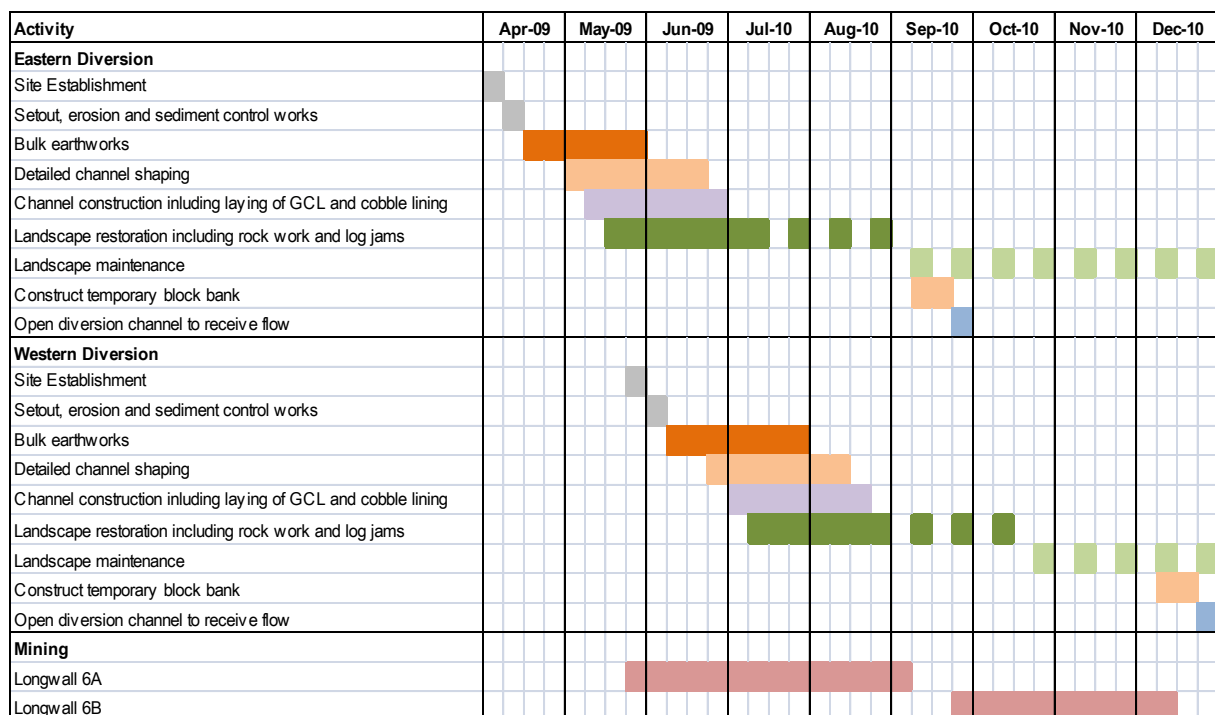 Activity Apr-09 May-09 Jun-09 Jul-10 Aug-10 Sep-10 Oct-10 Nov-10 Dec-10
Eastern Diversion
Site Establishment
Setout, erosion and sediment control works
Bulk earthworks
Detailed channel shaping
Channel construction inluding laying of GCL and cobble lining
Landscape restoration including rock work and log jams
Landscape maintenance
Construct temporary block bank
Open diversion channel to receive flow
Western Diversion
Site Establishment
Setout, erosion and sediment control works
Bulk earthworks
Detailed channel shaping
Channel construction inluding laying of GCL and cobble lining
Landscape restoration including rock work and log jams
Landscape maintenance
Construct temporary block bank
Open diversion channel to receive flow
Mining
Longwall 6A
Longwall 6B